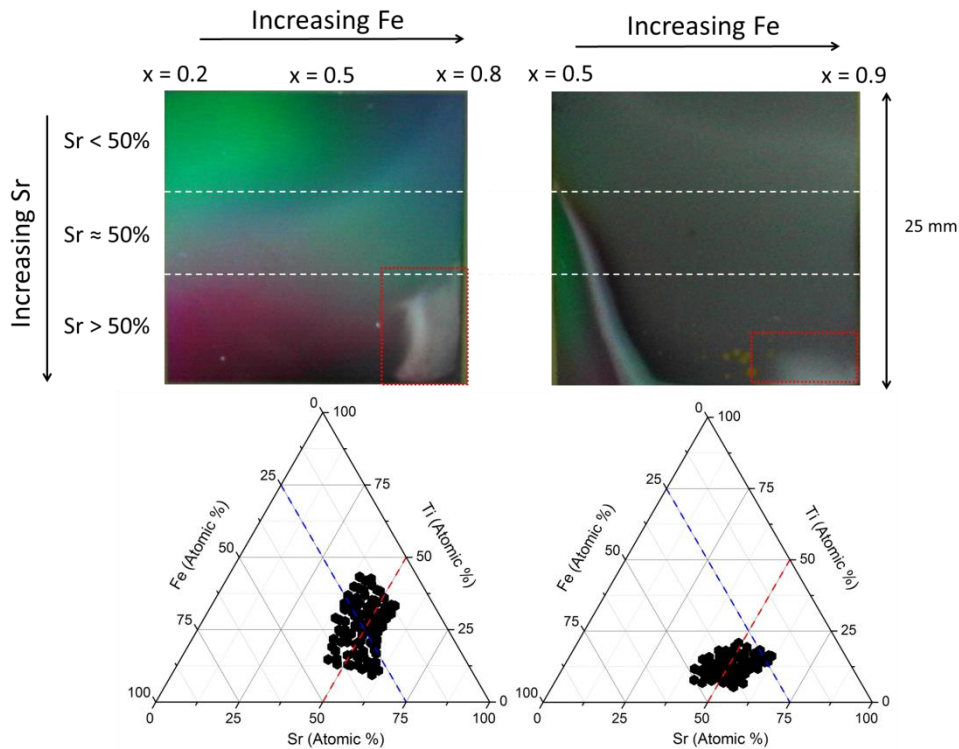 Increasing Fe
x = 0.2 x = 0.5 x = 0.8
Increasing Sr
Sr < 50%
Sr ≈ 50%
Sr > 50%
Increasing Fe
x = 0.5 x = 0.9
25 mm
0
100
25
75
Fe (Atomic %)
Ti (Atomic %)
50
50
75
25
100
0
0 25 50 75 100
Sr (Atomic %)
0
100
25
75
Fe (Atomic %)
Ti (Atomic %)
50
50
75
25
100
0
0 25 50 75 100
Sr (Atomic %)